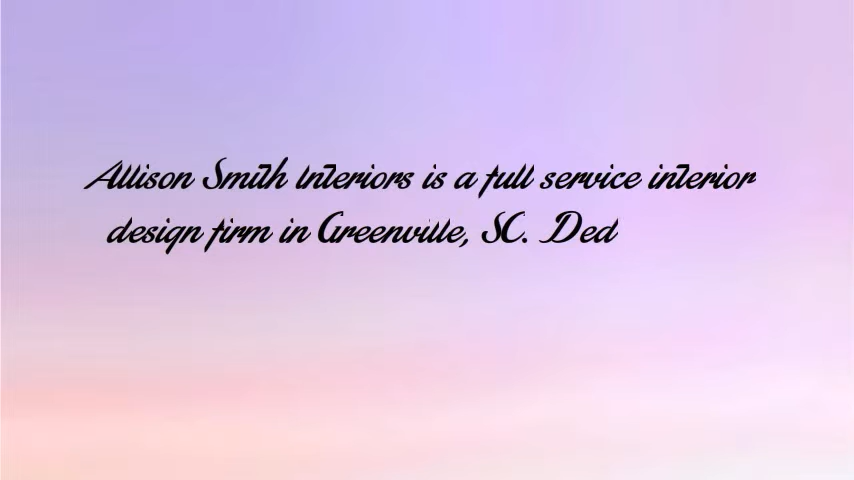 Allison Smith Interiors is a full service interior
design firm in Greenville, SC. Ded